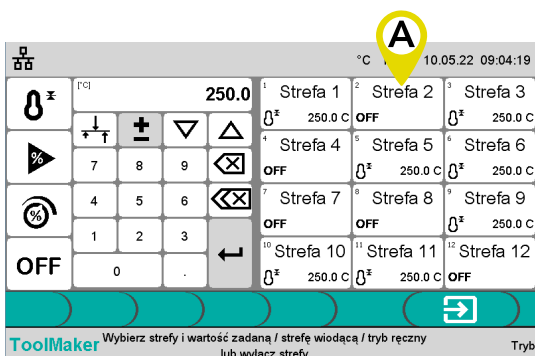 A
°C
10.05.22 09:04:19
[°C]
250.0
1 Strefa 1
250.0 C
2 Strefa 2
OFF
3 Strefa 3
250.0 C
%
±
4 Strefa 4
OFF
5 Strefa 5
250.0 C
6 Strefa 6
250.0 C
7 8 9
4 5 6
1 2 3
0 .
%
7 Strefa 7
OFF
8 Strefa 8
OFF
9 Strefa 9
250.0 C
OFF
10 Strefa 10
250.0 C
11 Strefa 11
250.0 C
12 Strefa 12
OFF
ToolMaker
Wybierz strefy i wartość zadaną / strefę wiodącą / tryb ręczny
lub wyłącz strefy
Tryb